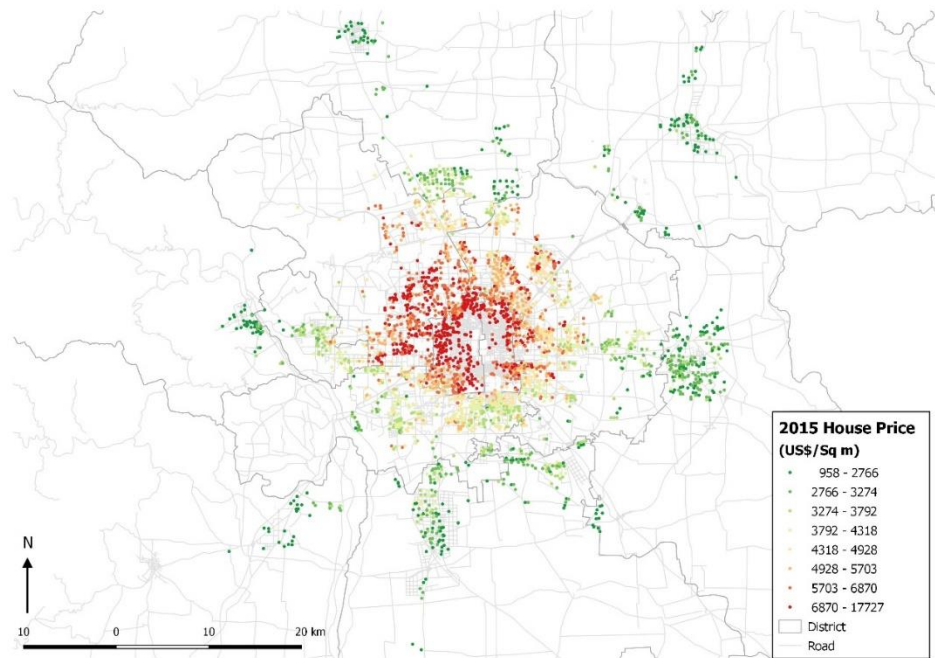 2015 House Price
(US$/Sq m)
958 - 2766
2766 - 3274
3274 - 3792
3792 - 4318
4318 - 4928
4928 - 5703
5703 - 6870
6870 - 17727
District
Road
N
10 0 10 20 km